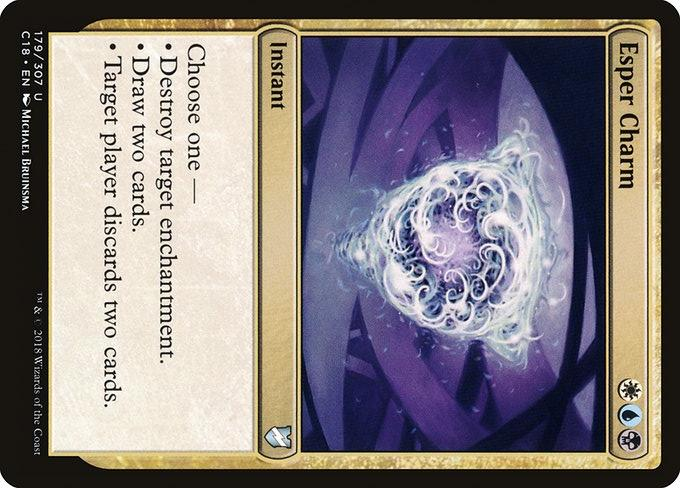 Esper Charm
Instant
Choose one —
• Destroy target enchantment.
• Draw two cards.
• Target player discards two cards.
179/307 U
C18 • EN Michael Bruinsma
™ & © 2018 Wizards of the Coast